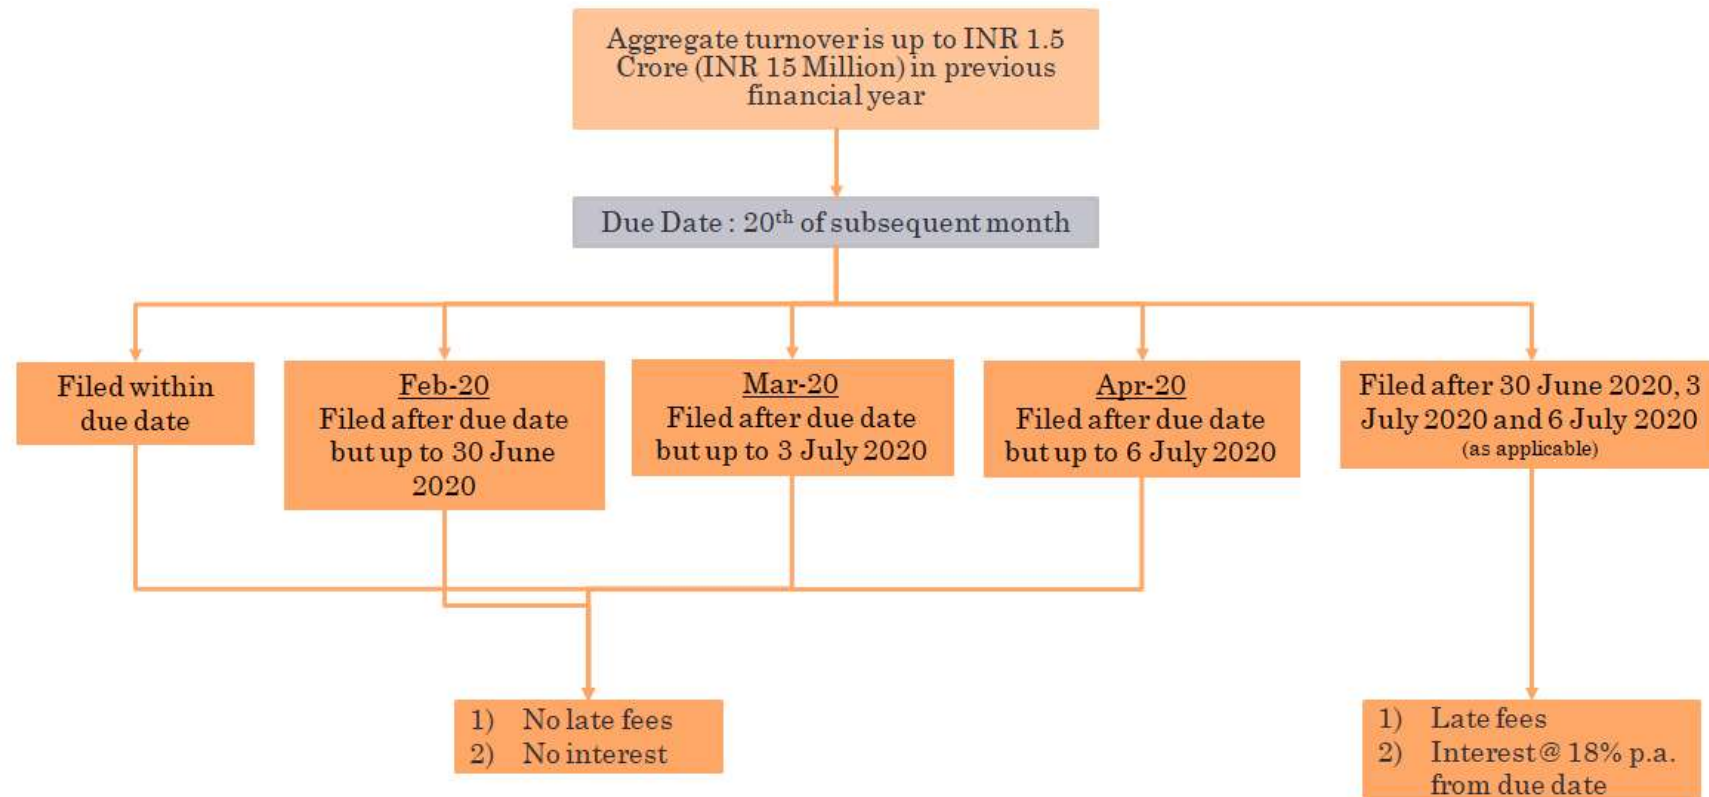 Aggregate turnover is up to INR 1.5
Crore (INR 15 Million) in previous
financial year
Due Date : 20th of subsequent month
Filed within
due date
Feb-20
Filed after due date
but up to 30 June
2020
Mar-20
Filed after due date
but up to 3 July 2020
Apr-20
Filed after due date
but up to 6 July 2020
Filed after 30 June 2020, 3
July 2020 and 6 July 2020
(as applicable)
1) No late fees
2) No interest
1) Late fees
2) Interest @ 18% p.a.
from due date